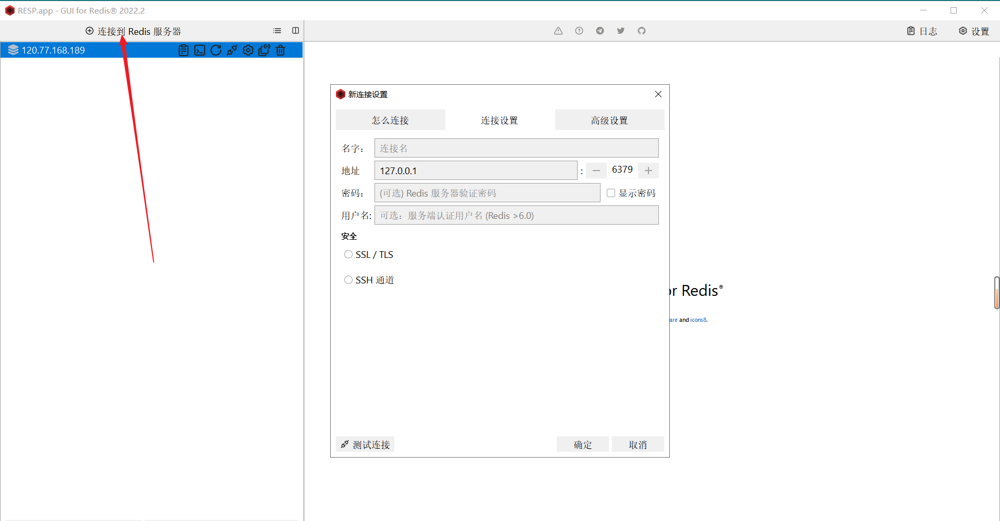 RESP.app - GUI for Redis® 2022.2
连接到 Redis 服务器
日志
设置
120.77.168.189
新连接设置
怎么连接
连接设置
高级设置
名字：
连接名
地址
127.0.0.1
:
6379
密码：
(可选) Redis 服务器验证密码
显示密码
用户名:
可选：服务端认证用户名 (Redis >6.0)
安全
SSL / TLS
SSH 通道
or Redis®
are and icons8.
测试连接
确定
取消